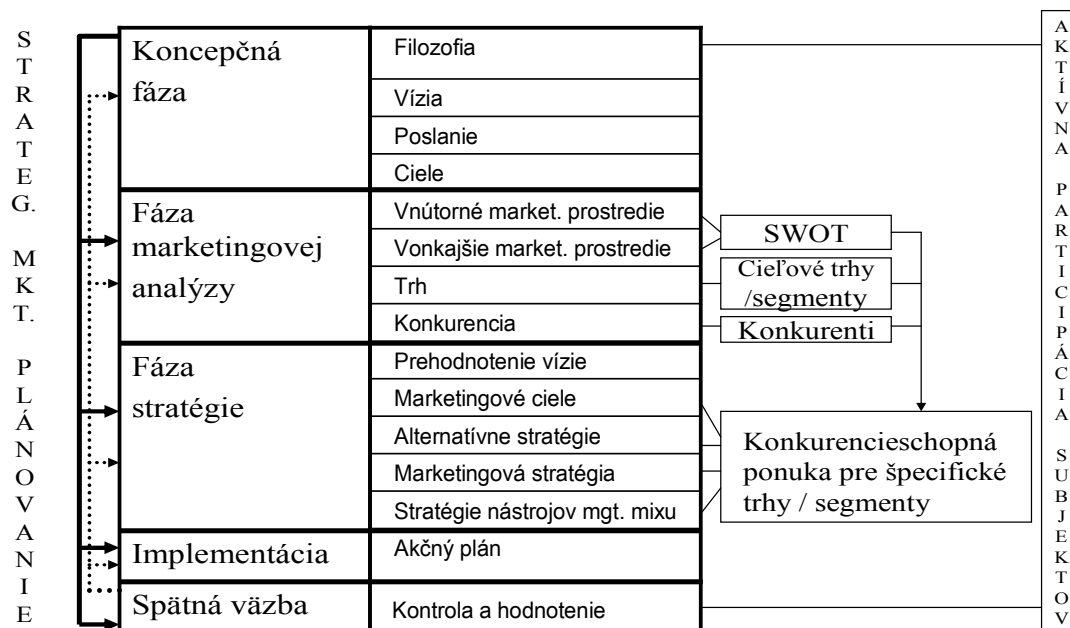 STRATEG. MKT. PLÁNOVANIE
Koncepčná
fáza
Filozofia
Vízia
Poslanie
Ciele
Fáza
marketingovej
analýzy
Vnútorné market. prostredie
Vonkajšie market. prostredie
Trh
Konkurencia
SWOT
Cieľové trhy
/segmenty
Konkurenti
Fáza
stratégie
Prehodnotenie vízie
Marketingové ciele
Alternatívne stratégie
Marketingová stratégia
Stratégie nástrojov mgt. mixu
Konkurencieschopná
ponuka pre špecifické
trhy / segmenty
Implementácia
Akčný plán
Spätná väzba
Kontrola a hodnotenie
AKTÍVNA PARTICIPÁCIA SUBJEKTOV